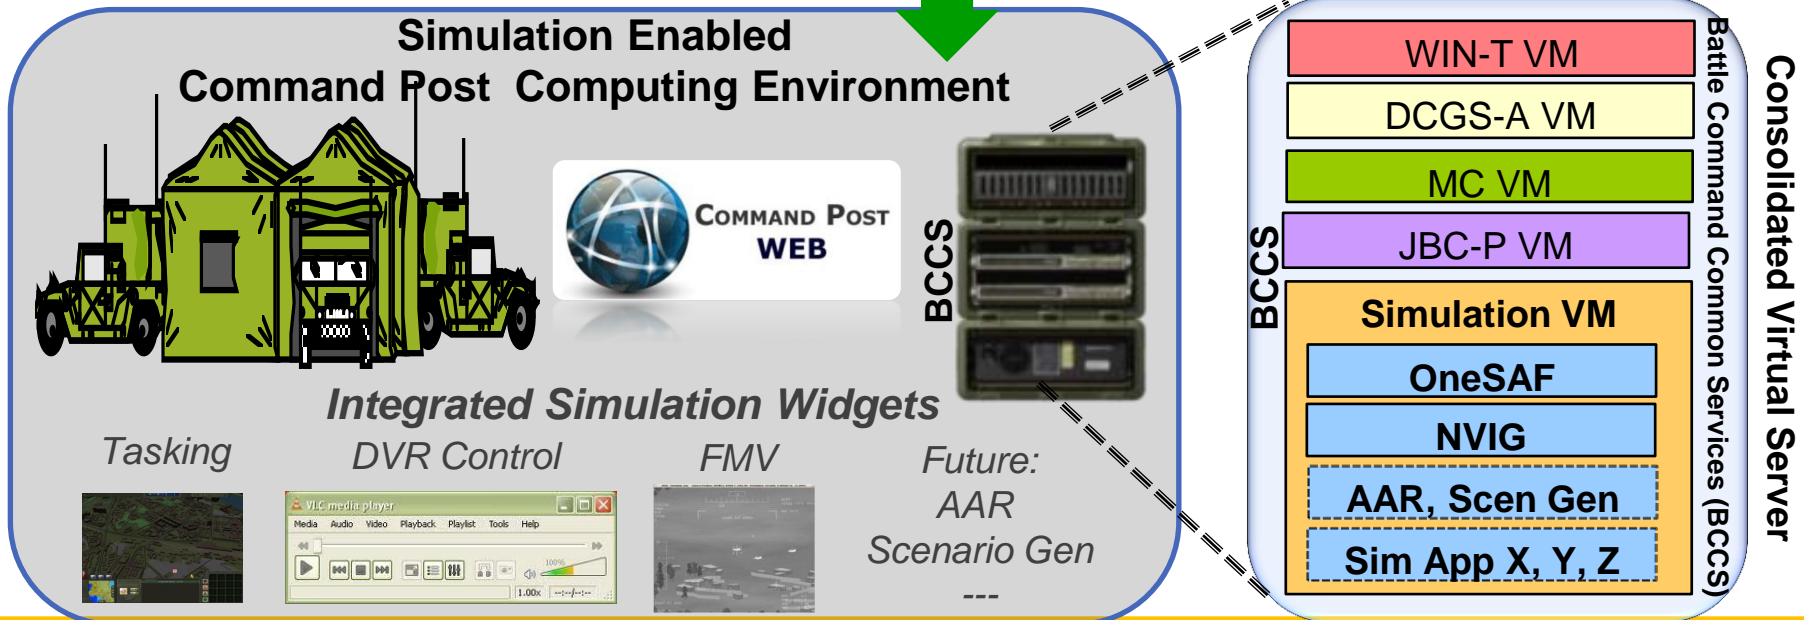 Simulation Enabled
Command Post Computing Environment
COMMAND POST
WEB
BCCS
Integrated Simulation Widgets
Tasking
DVR Control
FMV
Future:
AAR
Scenario Gen
---
VLC media player
Media Audio Video Playback Playlist Tools Help
100%
1.00x --:--/--:--
BCCS
WIN-T VM
DCGS-A VM
MC VM
JBC-P VM
Simulation VM
OneSAF
NVIG
AAR, Scen Gen
Sim App X, Y, Z
Battle Command Common Services (BCCS)
Consolidated Virtual Server